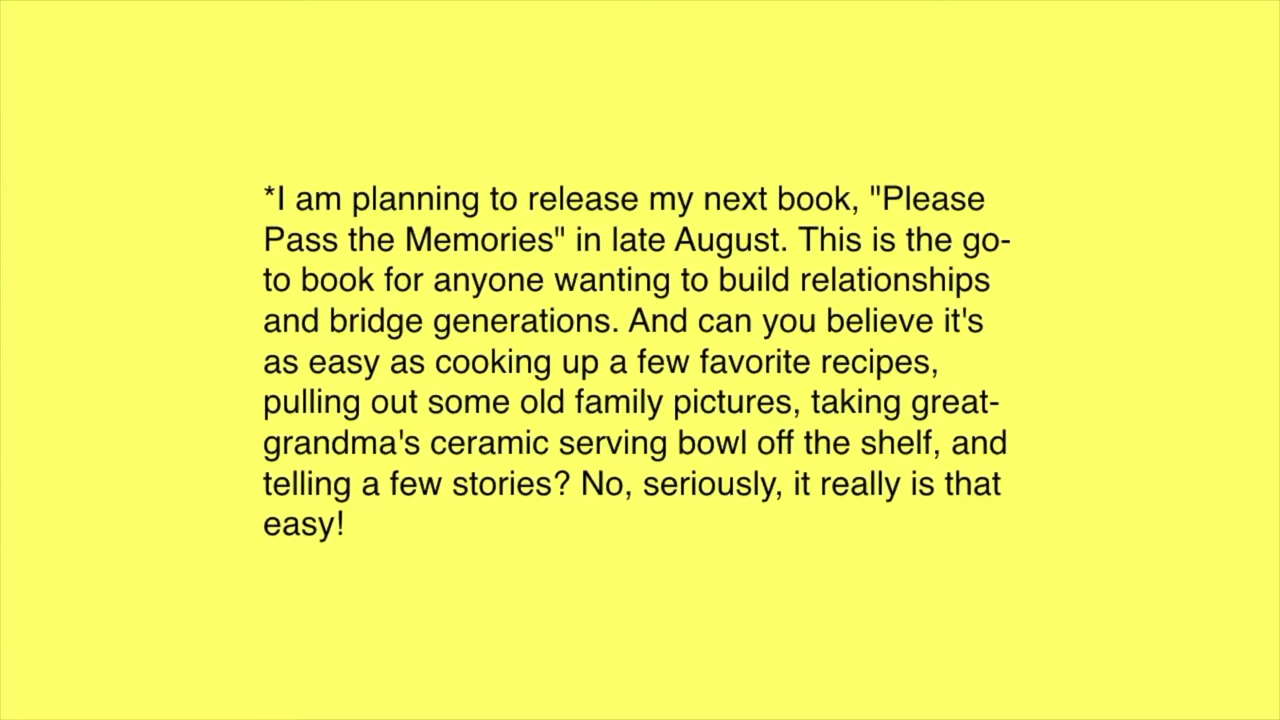 *I am planning to release my next book, "Please
Pass the Memories" in late August. This is the go-
to book for anyone wanting to build relationships
and bridge generations. And can you believe it's
as easy as cooking up a few favorite recipes,
pulling out some old family pictures, taking great-
grandma's ceramic serving bowl off the shelf, and
telling a few stories? No, seriously, it really is that
easy!